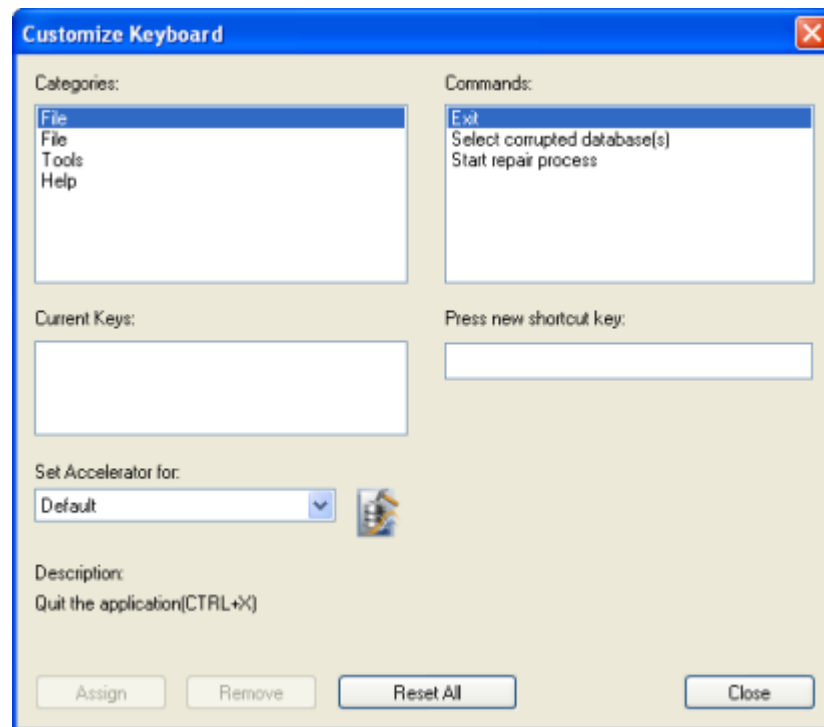 Customize Keyboard
Categories:
Commands:
File
File
Tools
Help
Exit
Select corrupted database(s)
Start repair process
Current Keys:
Press new shortcut key:
Set Accelerator for:
Default
Description:
Quit the application(CTRL+X)
Assign
Remove
Reset All
Close